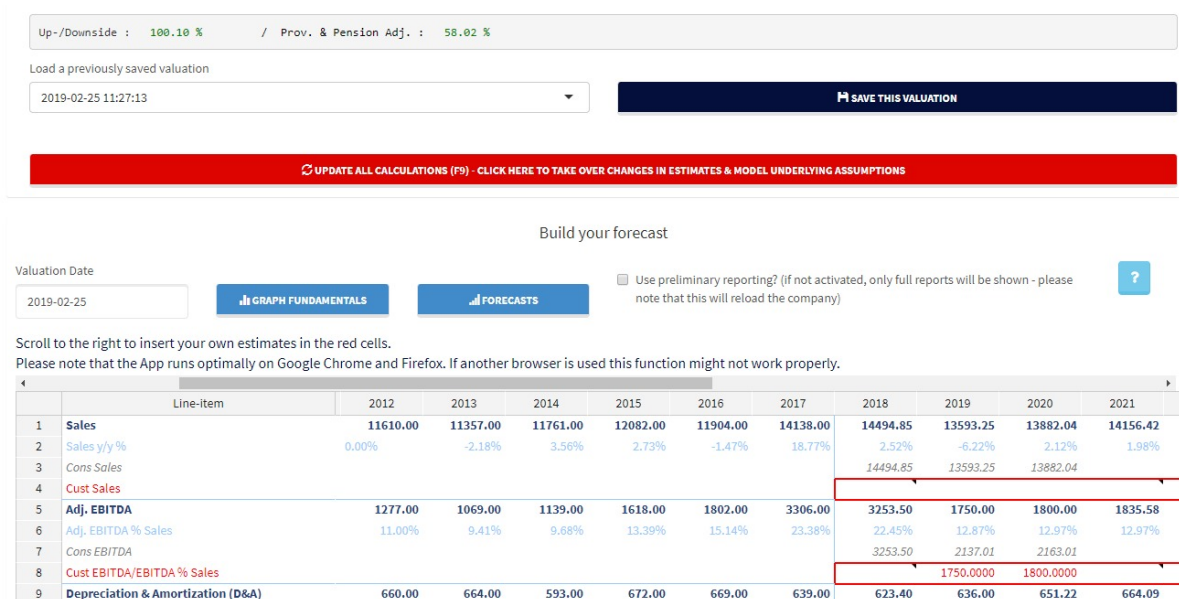 Up-/Downside : 100.10 % / Prov. & Pension Adj. : 58.02 %
Load a previously saved valuation
2019-02-25 11:27:13
SAVE THIS VALUATION
UPDATE ALL CALCULATIONS (F9) - CLICK HERE TO TAKE OVER CHANGES IN ESTIMATES & MODEL UNDERLYING ASSUMPTIONS
Build your forecast
Valuation Date
2019-02-25
GRAPH FUNDAMENTALS
FORECASTS
Use preliminary reporting? (if not activated, only full reports will be shown - please
note that this will reload the company)
?
Scroll to the right to insert your own estimates in the red cells.
Please note that the App runs optimally on Google Chrome and Firefox. If another browser is used this function might not work properly.
Line-item 2012 2013 2014 2015 2016 2017 2018 2019 2020 2021
1 Sales 11610.00 11357.00 11761.00 12082.00 11904.00 14138.00 14494.85 13593.25 13882.04 14156.42
2 Sales y/y % 0.00% -2.18% 3.56% 2.73% -1.47% 18.77% 2.52% -6.22% 2.12% 1.98%
3 Cons Sales 14494.85 13593.25 13882.04
4 Cust Sales
5 Adj. EBITDA 1277.00 1069.00 1139.00 1618.00 1802.00 3306.00 3253.50 1750.00 1800.00 1835.58
6 Adj. EBITDA % Sales 11.00% 9.41% 9.68% 13.39% 15.14% 23.38% 22.45% 12.87% 12.97% 12.97%
7 Cons EBITDA 3253.50 2137.01 2163.01
8 Cust EBITDA/EBITDA % Sales 1750.0000 1800.0000
9 Depreciation & Amortization (D&A) 660.00 664.00 593.00 672.00 669.00 639.00 623.40 636.00 651.22 664.09